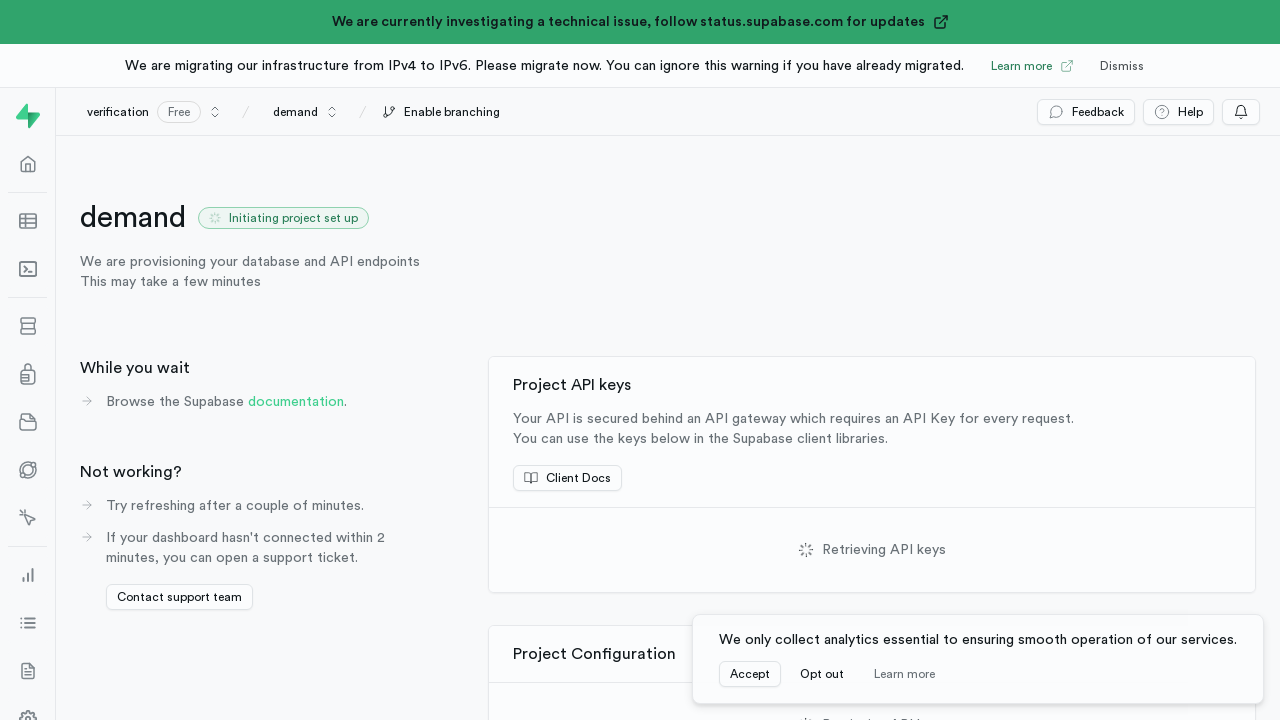 We are currently investigating a technical issue, follow status.supabase.com for updates
We are migrating our infrastructure from IPv4 to IPv6. Please migrate now. You can ignore this warning if you have already migrated. Learn more Dismiss
verification Free / demand / Enable branching Feedback Help
demand Initiating project set up
We are provisioning your database and API endpoints
This may take a few minutes
While you wait
Browse the Supabase documentation.
Not working?
Try refreshing after a couple of minutes.
If your dashboard hasn't connected within 2
minutes, you can open a support ticket.
Contact support team
Project API keys
Your API is secured behind an API gateway which requires an API Key for every request.
You can use the keys below in the Supabase client libraries.
Client Docs
Retrieving API keys
Project Configuration
We only collect analytics essential to ensuring smooth operation of our services.
Accept Opt out Learn more